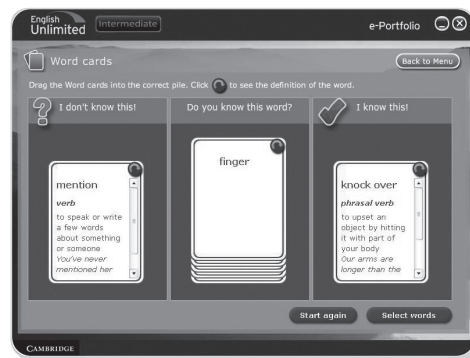 English
Unlimited
Intermediate
e-Portfolio
Word cards
Back to Menu
Drag the Word cards into the correct pile. Click to see the definition of the word.
I don't know this!
Do you know this word?
I know this!
mention
verb
to speak or write
a few words
about something
or someone
You've never
mentioned her
finger
knock over
phrasal verb
to upset an
object by hitting
it with part of
your body
Our arms are
longer than the
Start again
Select words
CAMBRIDGE